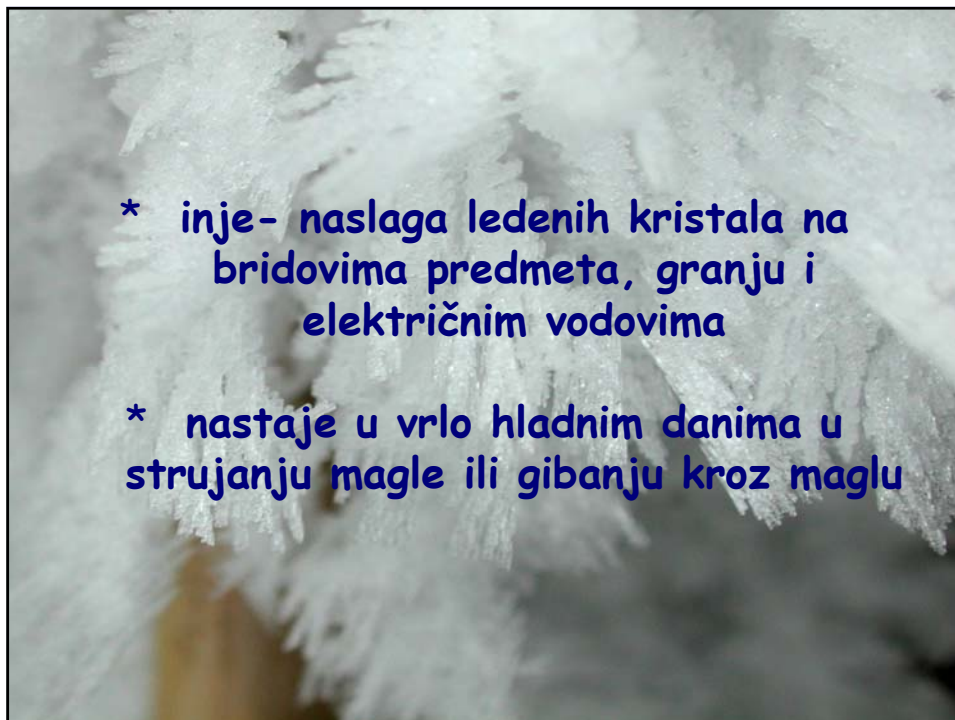 * inje- naslaga ledenih kristala na
bridovima predmeta, granju i
električnim vodovima
* nastaje u vrlo hladnim danima u
strujanju magle ili gibanju kroz maglu